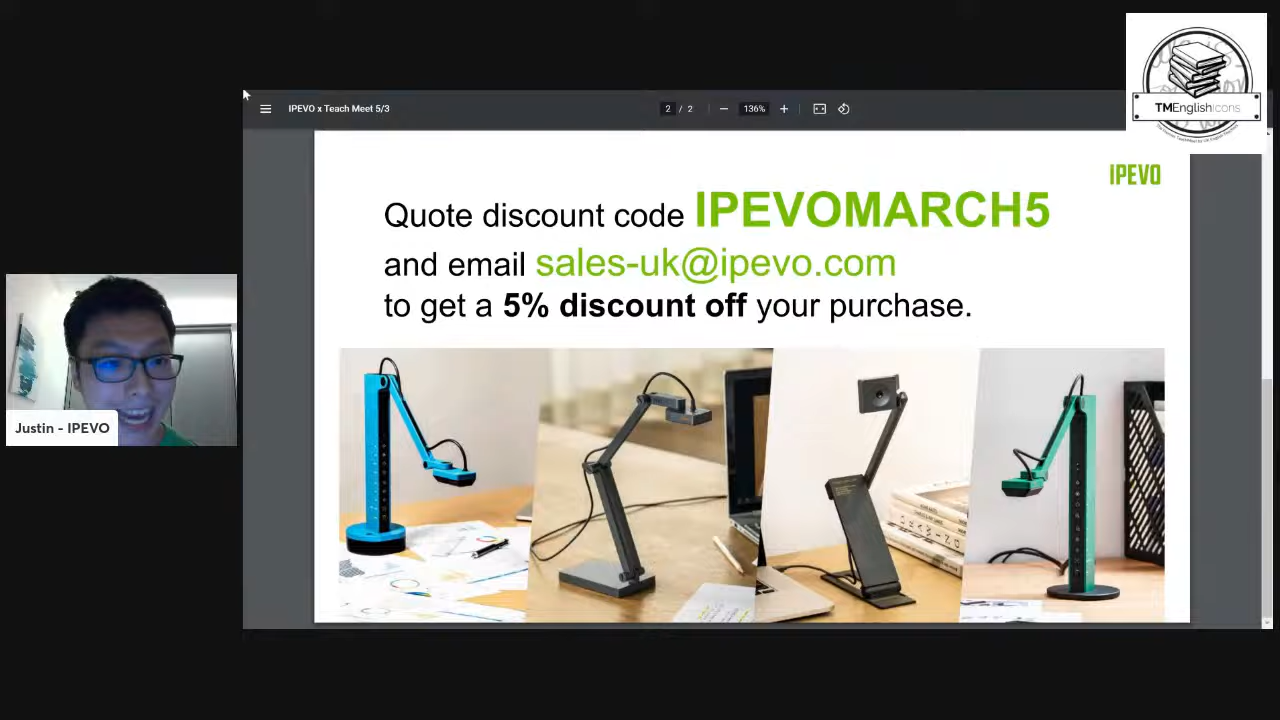 TMEnglishicons
IPEVO x Teach Meet 5/3
2 / 2
136%
IPEVO
Quote discount code IPEVOMARCH5
and email sales-uk@ipevo.com
to get a 5% discount off your purchase.
Justin - IPEVO